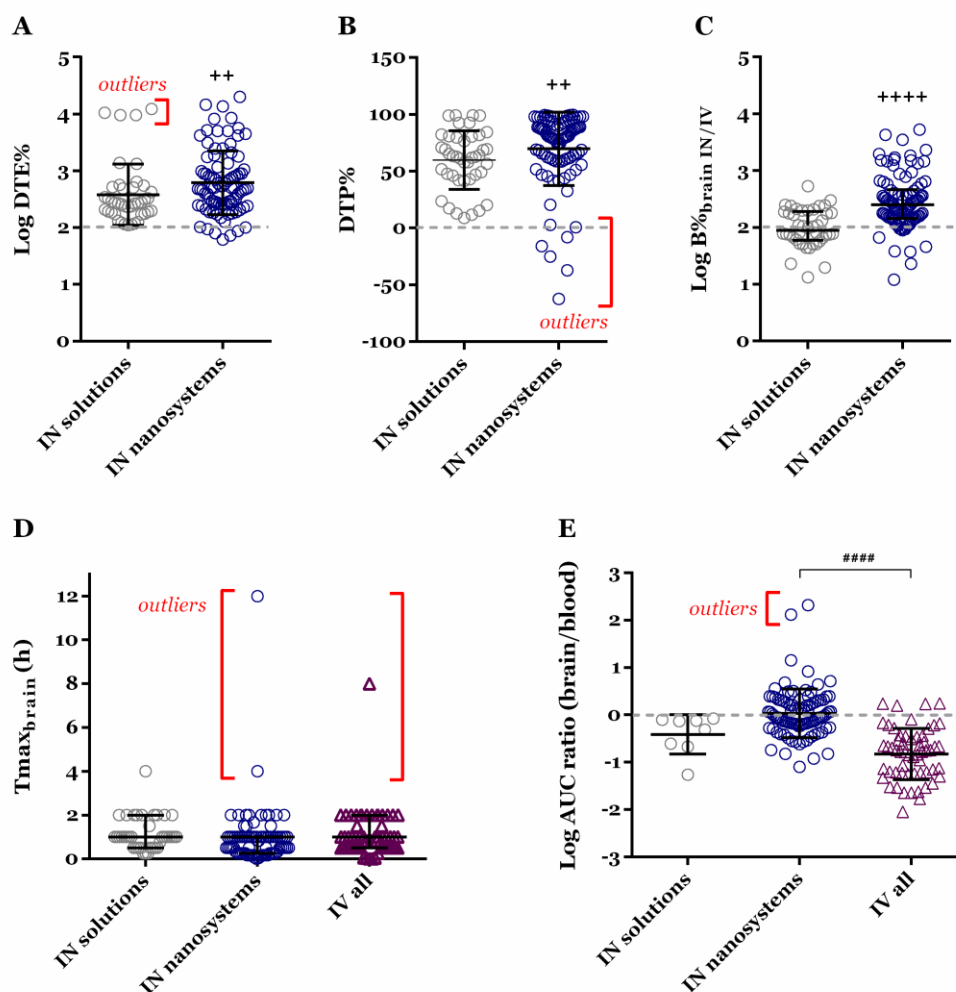 A
Log DTE%
5
4
3
2
1
0
outliers
++
IN solutions
IN nanosystems
B
DTP%
150
100
50
0
-50
-100
++
outliers
IN solutions
IN nanosystems
C
Log B%brain IN/IV
5
4
3
2
1
0
++++
IN solutions
IN nanosystems
D
Tmaxbrain (h)
12
10
8
6
4
2
0
outliers
IN solutions
IN nanosystems
IV all
E
Log AUC ratio (brain/blood)
3
2
1
0
-1
-2
-3
####
outliers
IN solutions
IN nanosystems
IV all